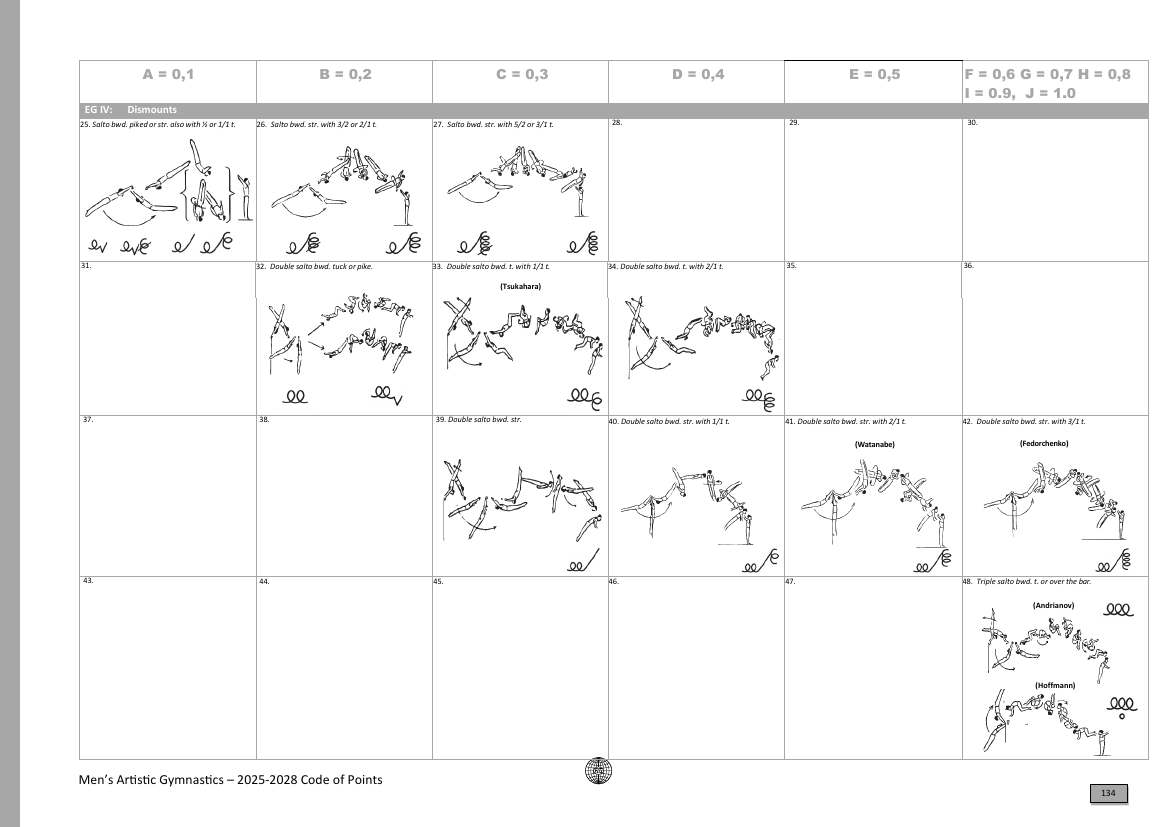 A = 0,1
B = 0,2
C = 0,3
D = 0,4
E = 0,5
F = 0,6 G = 0,7 H = 0,8
I = 0.9, J = 1.0
EG IV: Dismounts
25. Salto bwd. piked or str. also with ½ or 1/1 t.
26. Salto bwd. str. with 3/2 or 2/1 t.
27. Salto bwd. str. with 5/2 or 3/1 t.
28.
29.
30.
31.
32. Double salto bwd. tuck or pike.
33. Double salto bwd. t. with 1/1 t.
(Tsukahara)
34. Double salto bwd. t. with 2/1 t.
35.
36.
37.
38.
39. Double salto bwd. str.
40. Double salto bwd. str. with 1/1 t.
41. Double salto bwd. str. with 2/1 t.
(Watanabe)
42. Double salto bwd. str. with 3/1 t.
(Fedorchenko)
43.
44.
45.
46.
47.
48. Triple salto bwd. t. or over the bar.
(Andrianov)
(Hoffmann)
Men's Artistic Gymnastics – 2025-2028 Code of Points
134